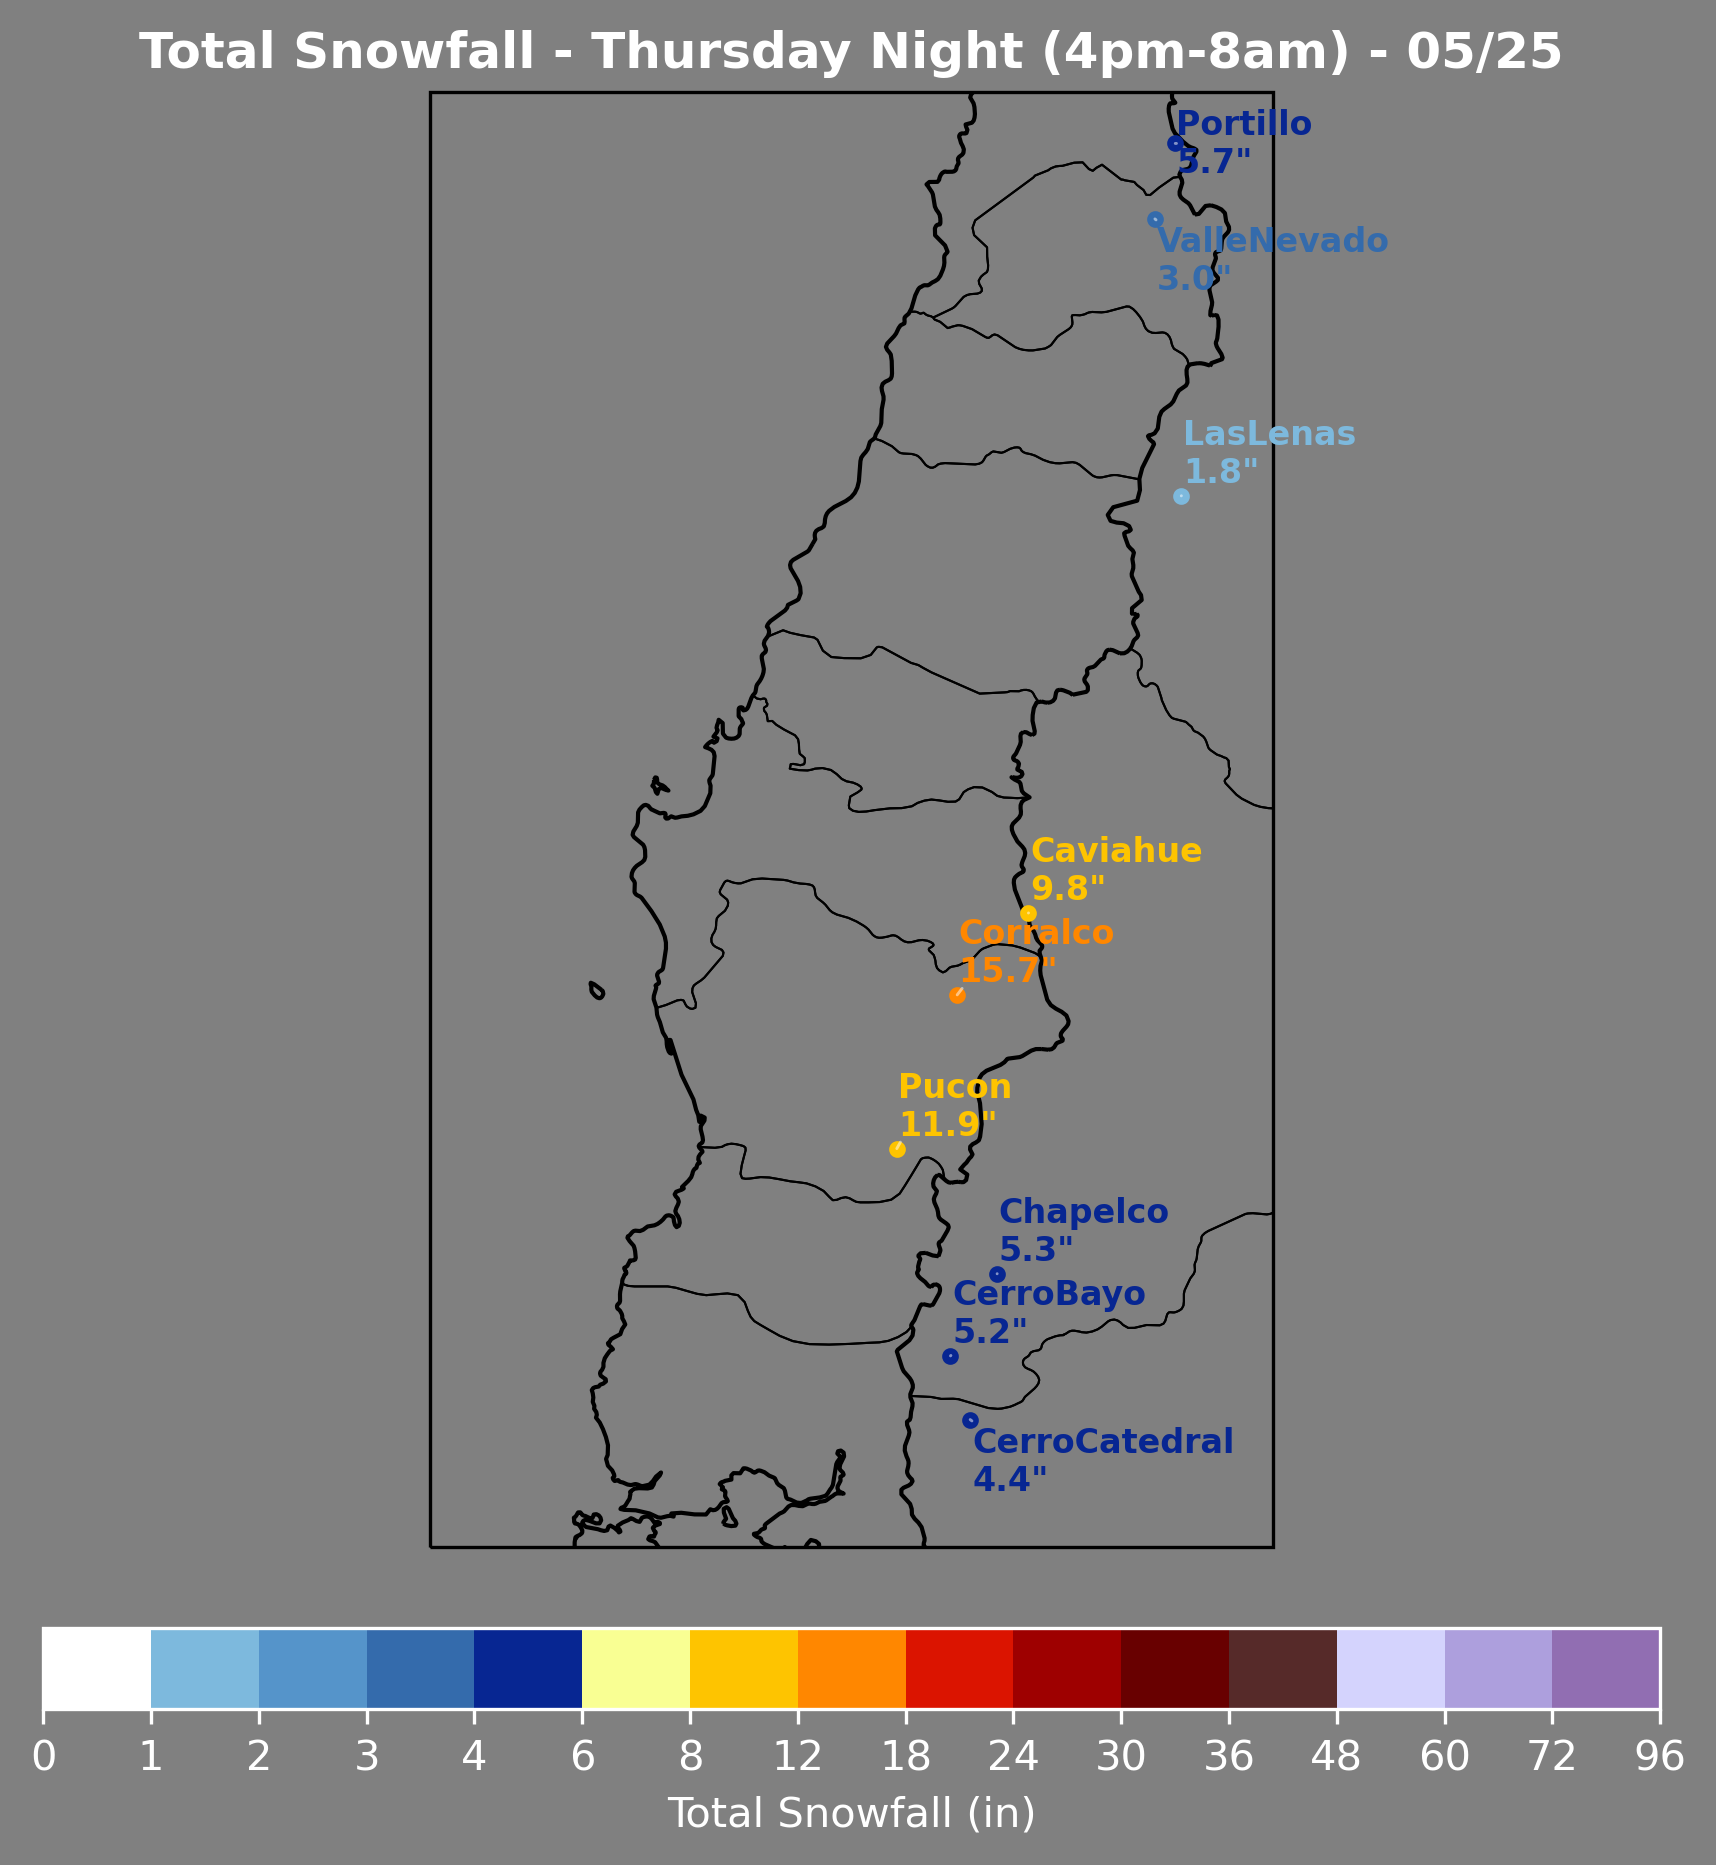 Total Snowfall - Thursday Night (4pm-8am) - 05/25
Portillo
5.7"
ValleNevado
3.0"
LasLenas
1.8"
Caviahue
9.8"
Corralco
15.7"
Pucon
11.9"
Chapelco
5.3"
CerroBayo
5.2"
CerroCatedral
4.4"
0 1 2 3 4 6 8 12 18 24 30 36 48 60 72 96
Total Snowfall (in)